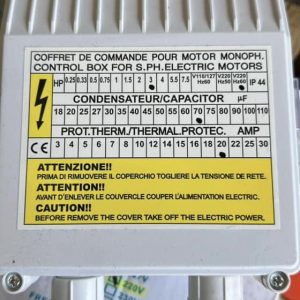 COFFRET DE COMMANDE POUR MOTOR MONOPH.
CONTROL BOX FOR S.PH.ELECTRIC MOTORS
HP 0.25 0.33 0.5 0.75 1 1.5 2 3 4 5.5 7.5 V110/127 Hz60 V220 Hz60 V220 Hz50 IP 44
CONDENSATEUR/CAPACITOR µF
18 20 25 30 35 40 45 50 55 60 70 75 80 90 100 110
PROT.THERM./THERMAL.PROTEC. AMP
CE 3 4 5 6 7 8 10 12 14 15 16 18 20 25 30
ATTENZIONE!!
PRIMA DI RIMUOVERE IL COPERCHIO TOGLIERE LA TENSIONE DI RETE.
ATTENTION!!
AVANT D'ENLEVER LE COUVERCLE COUPER L'ALIMENTATION ELECTRIC.
CAUTION!!
BEFORE REMOVE THE COVER TAKE OFF THE ELECTRIC POWER.
220V